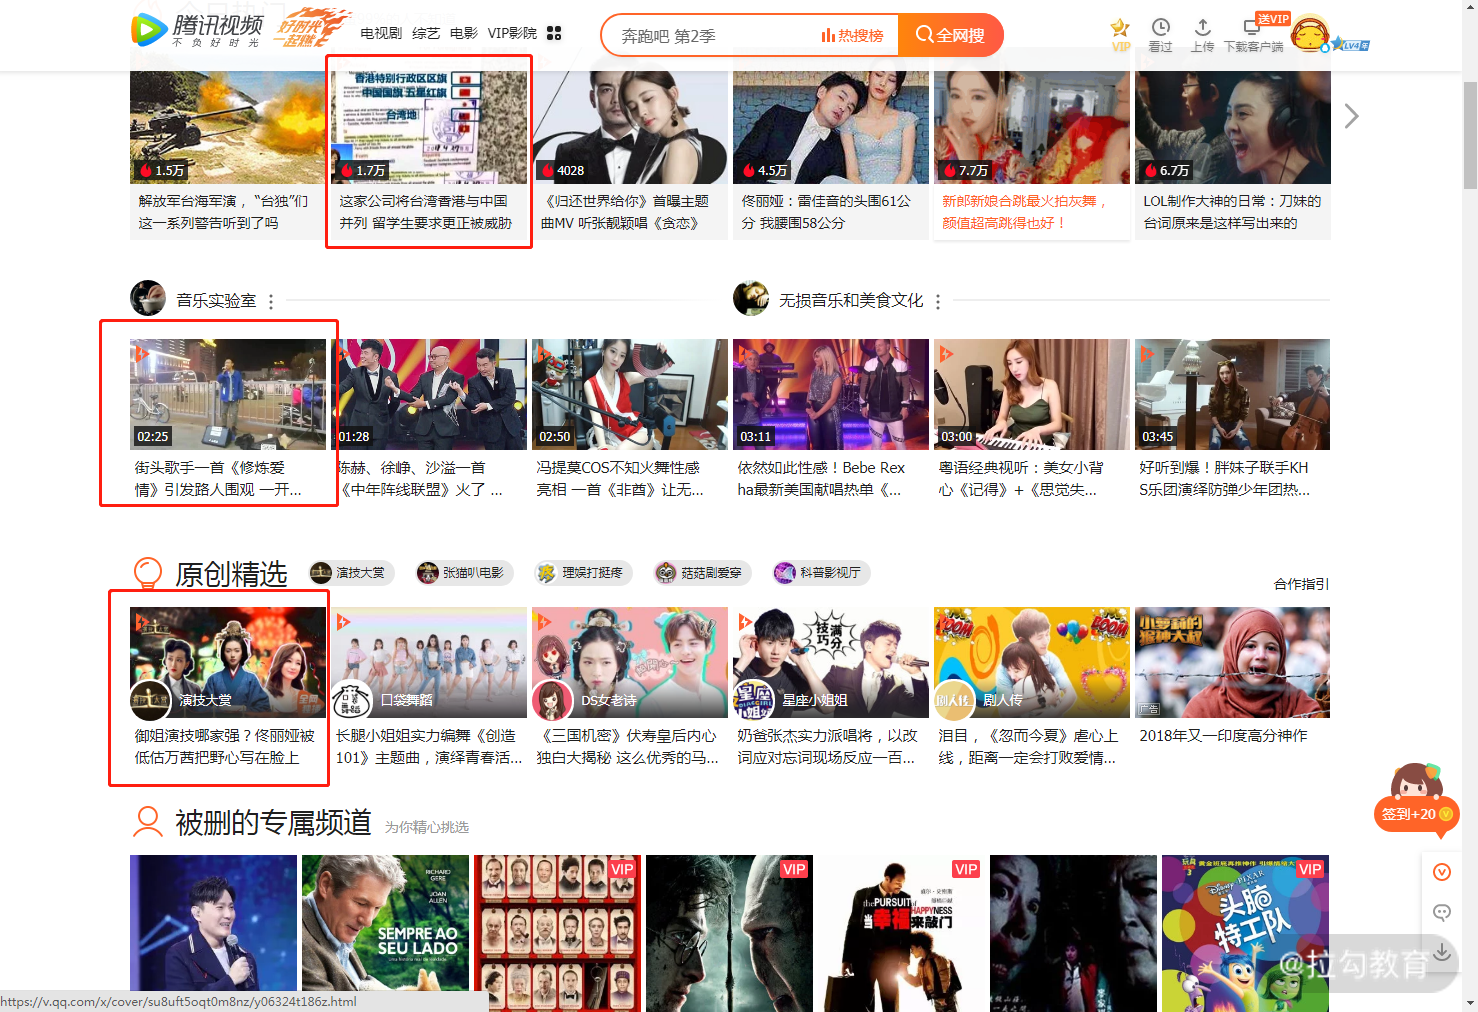 腾讯视频
不负好时光
好时光
一起燃
电视剧 综艺 电影 VIP影院
奔跑吧 第2季
热搜榜
全网搜
VIP
看过
上传
下载客户端
送VIP
LV4
香港特别行政区区旗
中国国旗 五星红旗
台湾地
1.5万
1.7万
4028
4.5万
7.7万
6.7万
解放军台海军演，“台独”们
这一系列警告听到了吗
这家公司将台湾香港与中国
并列 留学生要求更正被威胁
《归还世界给你》首曝主题
曲MV 听张靓颖唱《贪恋》
佟丽娅：雷佳音的头围61公
分 我腰围58公分
新郎新娘合跳最火拍灰舞，
颜值超高跳得也好！
LOL制作大神的日常：刀妹的
台词原来是这样写出来的
音乐实验室
无损音乐和美食文化
02:25
01:28
02:50
03:11
03:00
03:45
街头歌手一首《修炼爱
情》引发路人围观 一开...
陈赫、徐峥、沙溢一首
《中年阵线联盟》火了 ...
冯提莫COS不知火舞性感
亮相 一首《非酋》让无...
依然如此性感！Bebe Rex
ha最新美国献唱热单《...
粤语经典视听：美女小背
心《记得》+《思觉失...
好听到爆！胖妹子联手KH
S乐团演绎防弹少年团热...
原创精选
演技大赏
张猫叭电影
理娱打挺疼
菇菇剧爱穿
科普影视厅
合作指引
演技大赏
口袋舞蹈
DS女老诗
技巧
满分
星座小姐姐
BOOM
BOOM
剧人传
小萝莉的
猴神大叔
广告
御姐演技哪家强？佟丽娅被
低估万茜把野心写在脸上
长腿小姐姐实力编舞《创造
101》主题曲，演绎青春活...
《三国机密》伏寿皇后内心
独白大揭秘 这么优秀的马...
奶爸张杰实力派唱将，以改
词应对忘词现场反应一百...
泪目，《忽而今夏》虐心上
线，距离一定会打败爱情...
2018年又一印度高分神作
签到+20
被删的专属频道
为你精心挑选
RICHARD
GERE
JOAN
ALLEN
SEMPRE AO
SEU LADO
VIP
VIP
VIP
威尔·史密斯
the PURSUIT of
HAPPYNESS
当幸福来敲门
VIP
Disney·PIXAR
头脑
特工队
@拉勾教育
https://v.qq.com/x/cover/su8uft5oqt0m8nz/y06324t186z.html